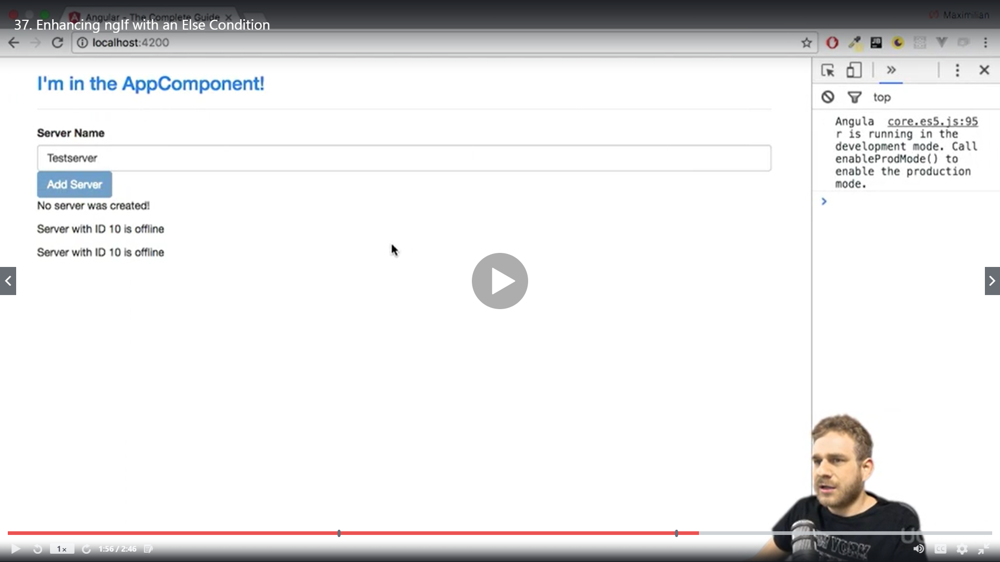 Angular - The Complete Guide
Maximilian
37. Enhancing ngIf with an Else Condition
localhost:4200
I'm in the AppComponent!
top
Angula core.es5.js:95
r is running in the
development mode. Call
enableProdMode() to
enable the production
mode.
Server Name
Testserver
Add Server
No server was created!
Server with ID 10 is offline
Server with ID 10 is offline
NEW YORK
1x
1:56 / 2:46
CC